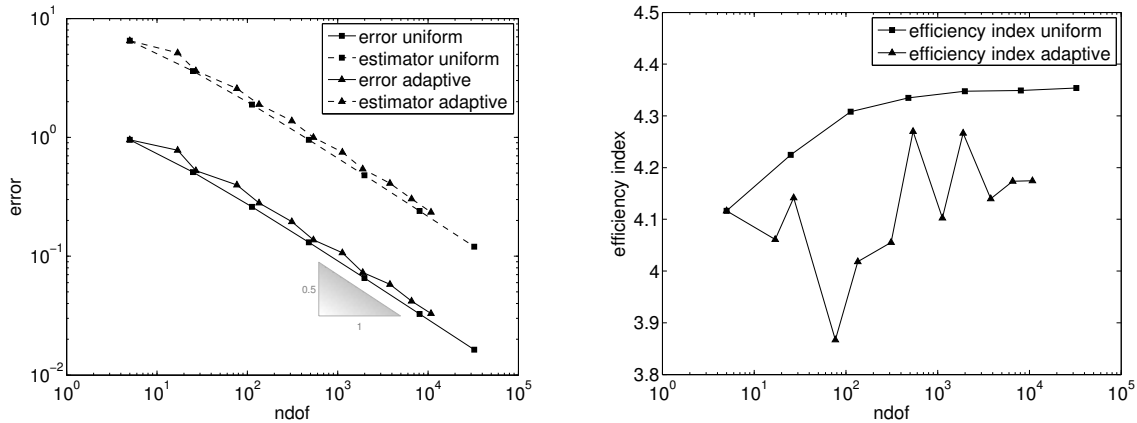 10^1
10^0
10^-1
10^-2
error
error uniform
estimator uniform
error adaptive
estimator adaptive
0.5
1
10^0 10^1 10^2 10^3 10^4 10^5
ndof
4.5
4.4
4.3
4.2
4.1
4
3.9
3.8
efficiency index
efficiency index uniform
efficiency index adaptive
10^0 10^1 10^2 10^3 10^4 10^5
ndof